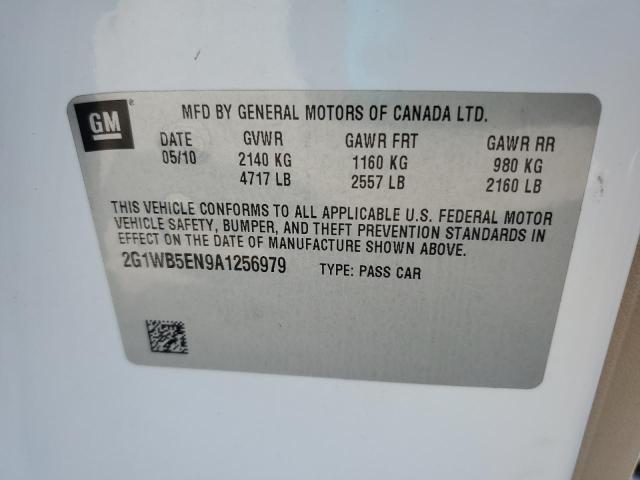 GM®
MFD BY GENERAL MOTORS OF CANADA LTD.
DATE GVWR GAWR FRT GAWR RR
05/10 2140 KG 1160 KG 980 KG
4717 LB 2557 LB 2160 LB
THIS VEHICLE CONFORMS TO ALL APPLICABLE U.S. FEDERAL MOTOR
VEHICLE SAFETY, BUMPER, AND THEFT PREVENTION STANDARDS IN
EFFECT ON THE DATE OF MANUFACTURE SHOWN ABOVE.
2G1WB5EN9A1256979 TYPE: PASS CAR